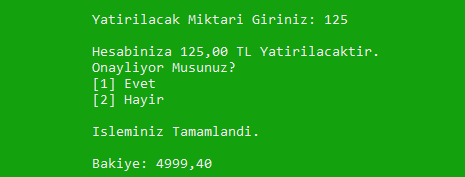 Yatirilacak Miktari Giriniz: 125
Hesabiniza 125,00 TL Yatirilacaktir.
Onayliyor Musunuz?
[1] Evet
[2] Hayir
Isleminiz Tamamlandi.
Bakiye: 4999,40